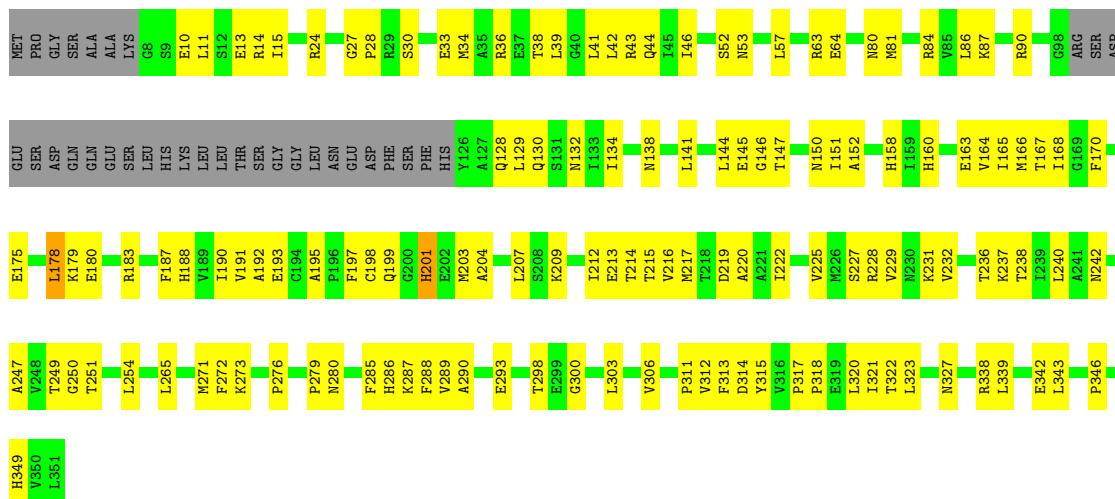 MET PRO GLY SER ALA ALA LYS G8 S9 E10 L11 S12 E13 R14 I15 R24 G27 P28 R29 S30 E33 M34 A35 R36 E37 T38 L39 G40 L41 L42 R43 Q44 I45 I46 S52 N53 L57 R63 E64 N80 M81 R84 V85 L86 K87 R90 G98 ARG SER ASP
GLU SER ASP GLN GLN GLU SER LEU HIS LYS LEU LEU THR SER GLY GLY LEU ASN GLU ASP PHE SER PHE HIS Y126 A127 Q128 L129 Q130 S131 N132 I133 I134 N138 L141 L144 E145 G146 T147 N150 I151 A152 H158 I159 H160 E163 V164 I165 M166 T167 I168 G169 F170
E175 L178 K179 E180 R183 F187 H188 V189 I190 V191 A192 E193 C194 A195 P196 F197 C198 Q199 G200 H201 E202 M203 A204 L207 S208 K209 I212 E213 T214 T215 V216 M217 T218 D219 A220 A221 I222 V225 M226 S227 R228 V229 N230 K231 V232 T236 K237 T238 I239 L240 A241 N242
A247 V248 T249 G250 T251 L254 L265 M271 F272 K273 P276 P279 N280 F285 H286 K287 F288 V289 A290 E293 T298 E299 G300 L303 V306 P311 V312 F313 D314 Y315 V316 P317 P318 E319 L320 I321 T322 L323 N327 R338 L339 E342 L343 P346
H349 V350 L351